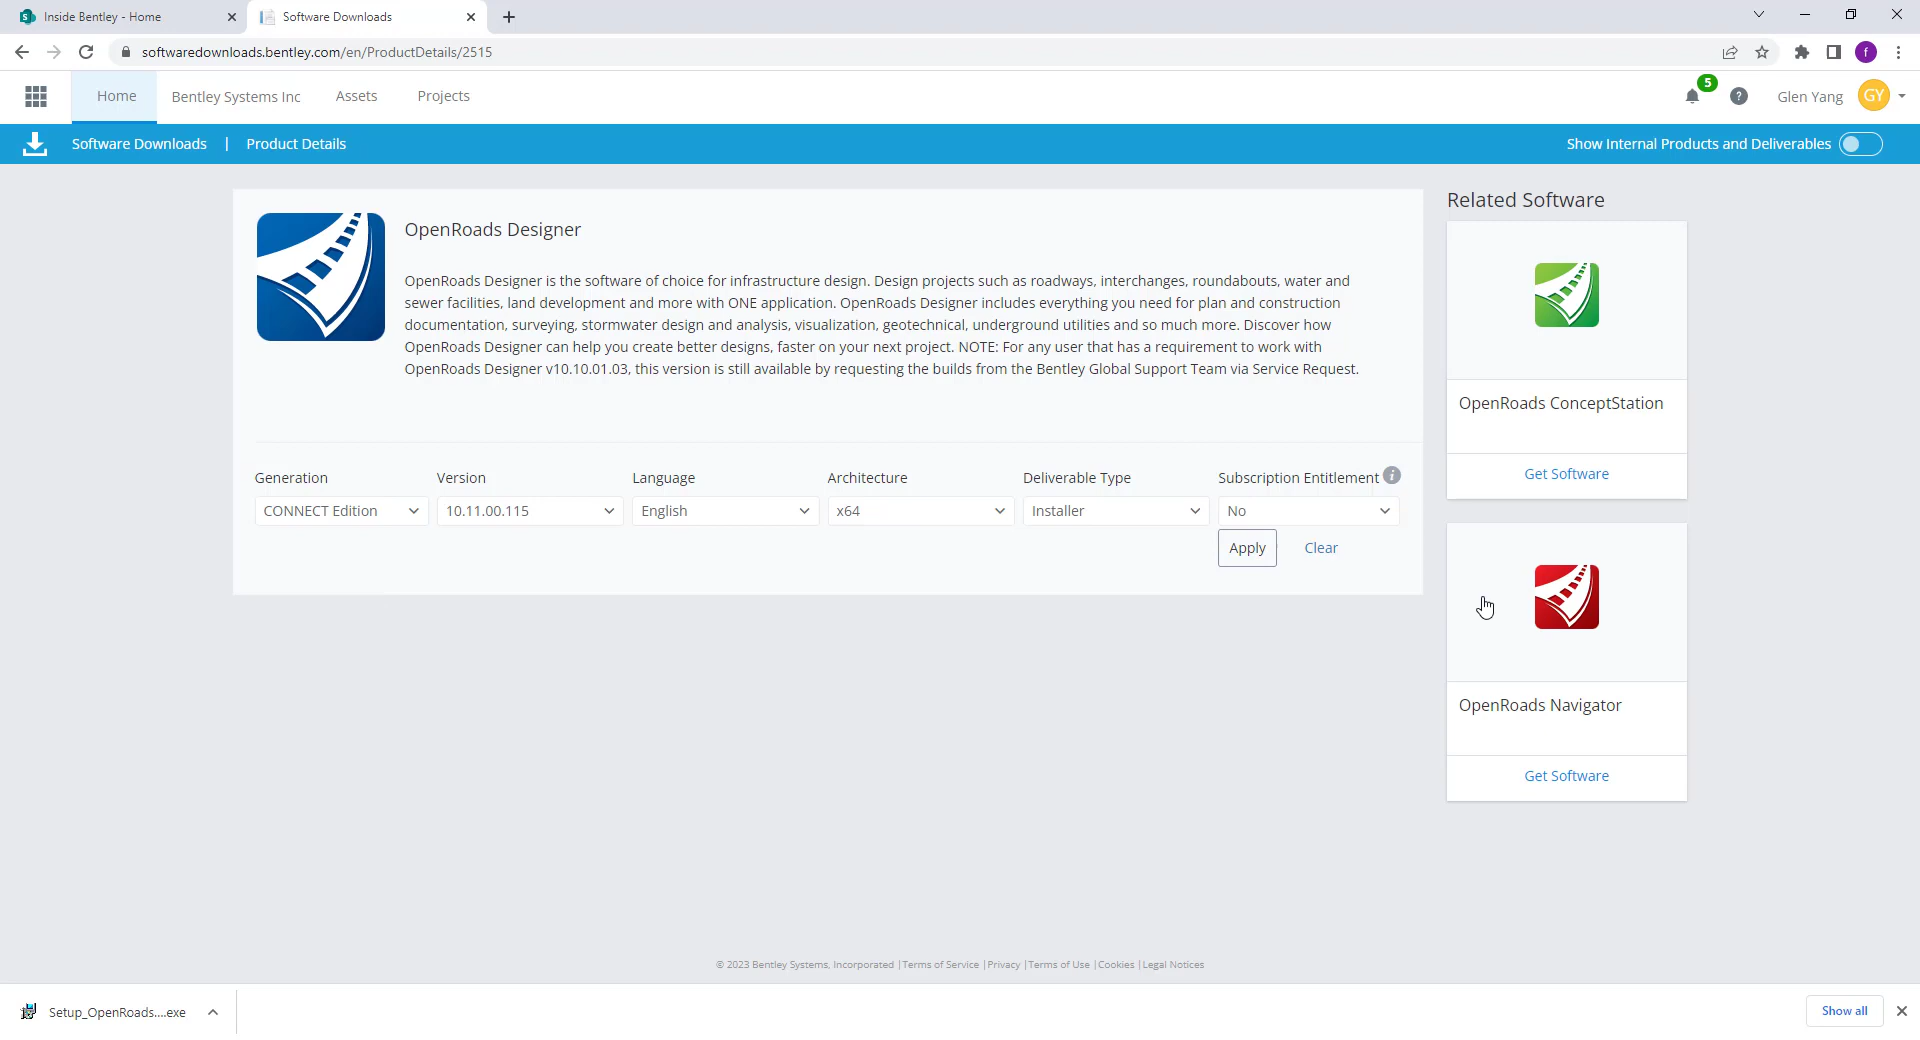 Inside Bentley - Home
Software Downloads
softwaredownloads.bentley.com/en/ProductDetails/2515
f
Home
Bentley Systems Inc
Assets
Projects
5
Glen Yang
GY
Software Downloads | Product Details
Show Internal Products and Deliverables
OpenRoads Designer
OpenRoads Designer is the software of choice for infrastructure design. Design projects such as roadways, interchanges, roundabouts, water and
sewer facilities, land development and more with ONE application. OpenRoads Designer includes everything you need for plan and construction
documentation, surveying, stormwater design and analysis, visualization, geotechnical, underground utilities and so much more. Discover how
OpenRoads Designer can help you create better designs, faster on your next project. NOTE: For any user that has a requirement to work with
OpenRoads Designer v10.10.01.03, this version is still available by requesting the builds from the Bentley Global Support Team via Service Request.
Generation
Version
Language
Architecture
Deliverable Type
Subscription Entitlement
CONNECT Edition
10.11.00.115
English
x64
Installer
No
Apply
Clear
Related Software
OpenRoads ConceptStation
Get Software
OpenRoads Navigator
Get Software
© 2023 Bentley Systems, Incorporated |Terms of Service |Privacy |Terms of Use |Cookies |Legal Notices
Setup_OpenRoads....exe
Show all